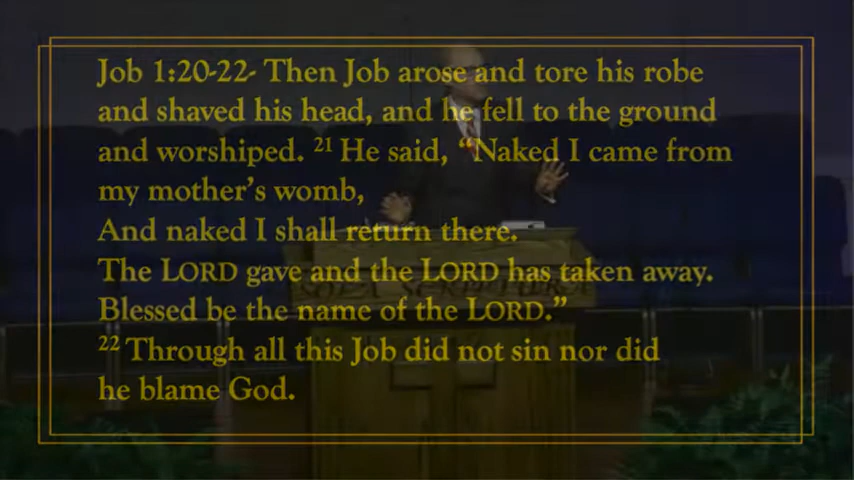 Job 1:20-22- Then Job arose and tore his robe
and shaved his head, and he fell to the ground
and worshiped. 21 He said, “Naked I came from
my mother’s womb,
And naked I shall return there.
The LORD gave and the LORD has taken away.
Blessed be the name of the LORD.”
22 Through all this Job did not sin nor did
he blame God.
SOLA SCRIPTURA